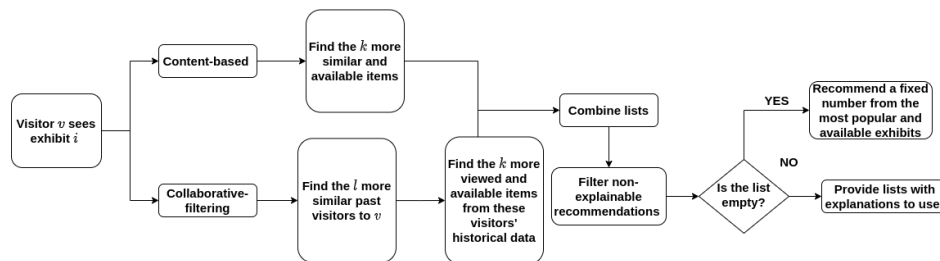 Visitor v sees
exhibit i
Content-based
Find the k more
similar and
available items
Collaborative-
filtering
Find the l more
similar past
visitors to v
Find the k more
viewed and
available items
from these
visitors'
historical data
Combine lists
Filter non-
explainable
recommendations
Is the list
empty?
YES
Recommend a fixed
number from the
most popular and
available exhibits
NO
Provide lists with
explanations to use